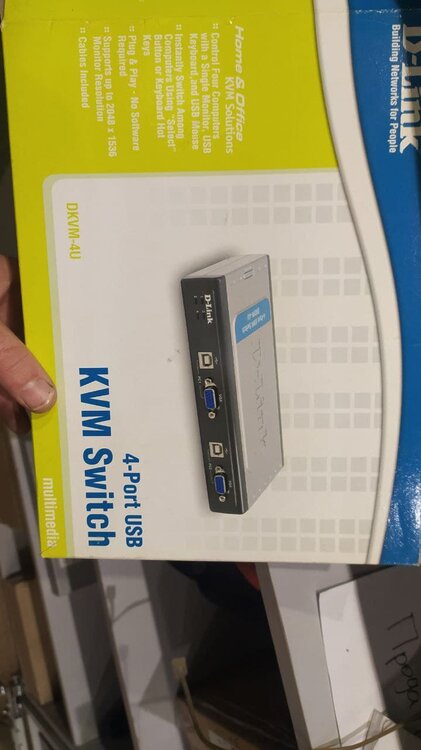 D-Link
Building Networks for People
Home & Office
KVM Solutions
Control Four Computers
with a Single Monitor, USB
Keyboard and USB Mouse
Instantly Switch Among
Computers Using "Select"
Button or Keyboard Hot
Keys
Plug & Play - No Software
Required
Supports up to 2048 x 1536
Monitor Resolution
Cables Included
DKVM-4U
D-Link
4-Port USB
KVM Switch
multimedia
Прода